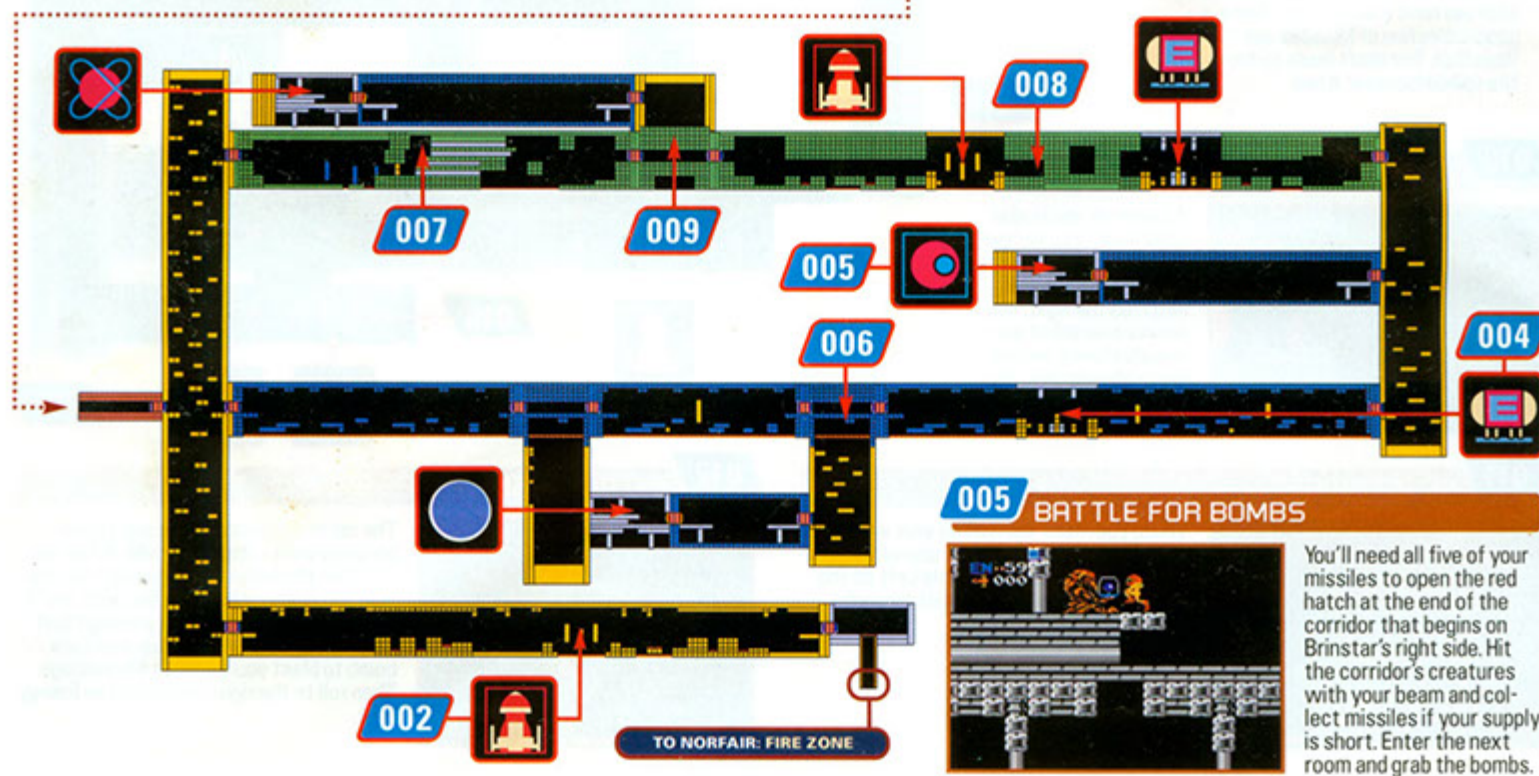 E
008
007
009
005
006
004
E
002
TO NORFAIR: FIRE ZONE
005 BATTLE FOR BOMBS
EN..59
000
You'll need all five of your
missiles to open the red
hatch at the end of the
corridor that begins on
Brinstar's right side. Hit
the corridor's creatures
with your beam and col-
lect missiles if your supply
is short. Enter the next
room and grab the bombs.